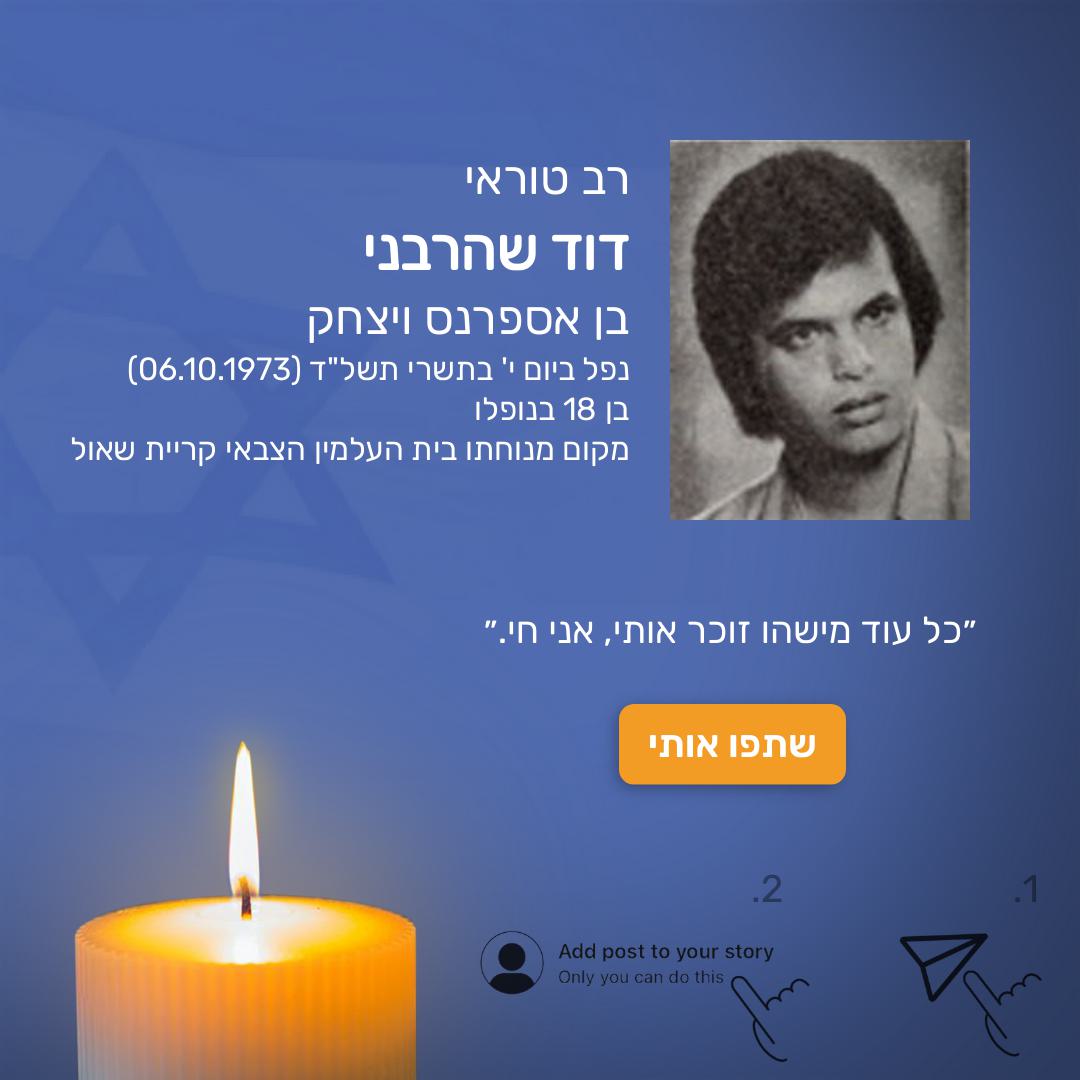 רב טוראי
דוד שהרבני
בן אספרנס ויצחק
נפל ביום י' בתשרי תשל"ד (06.10.1973)
בן 18 בנופלו
מקום מנוחתו בית העלמין הצבאי קריית שאול
״כל עוד מישהו זוכר אותי, אני חי.״
שתפו אותי
.1
.2
Add post to your story
Only you can do this